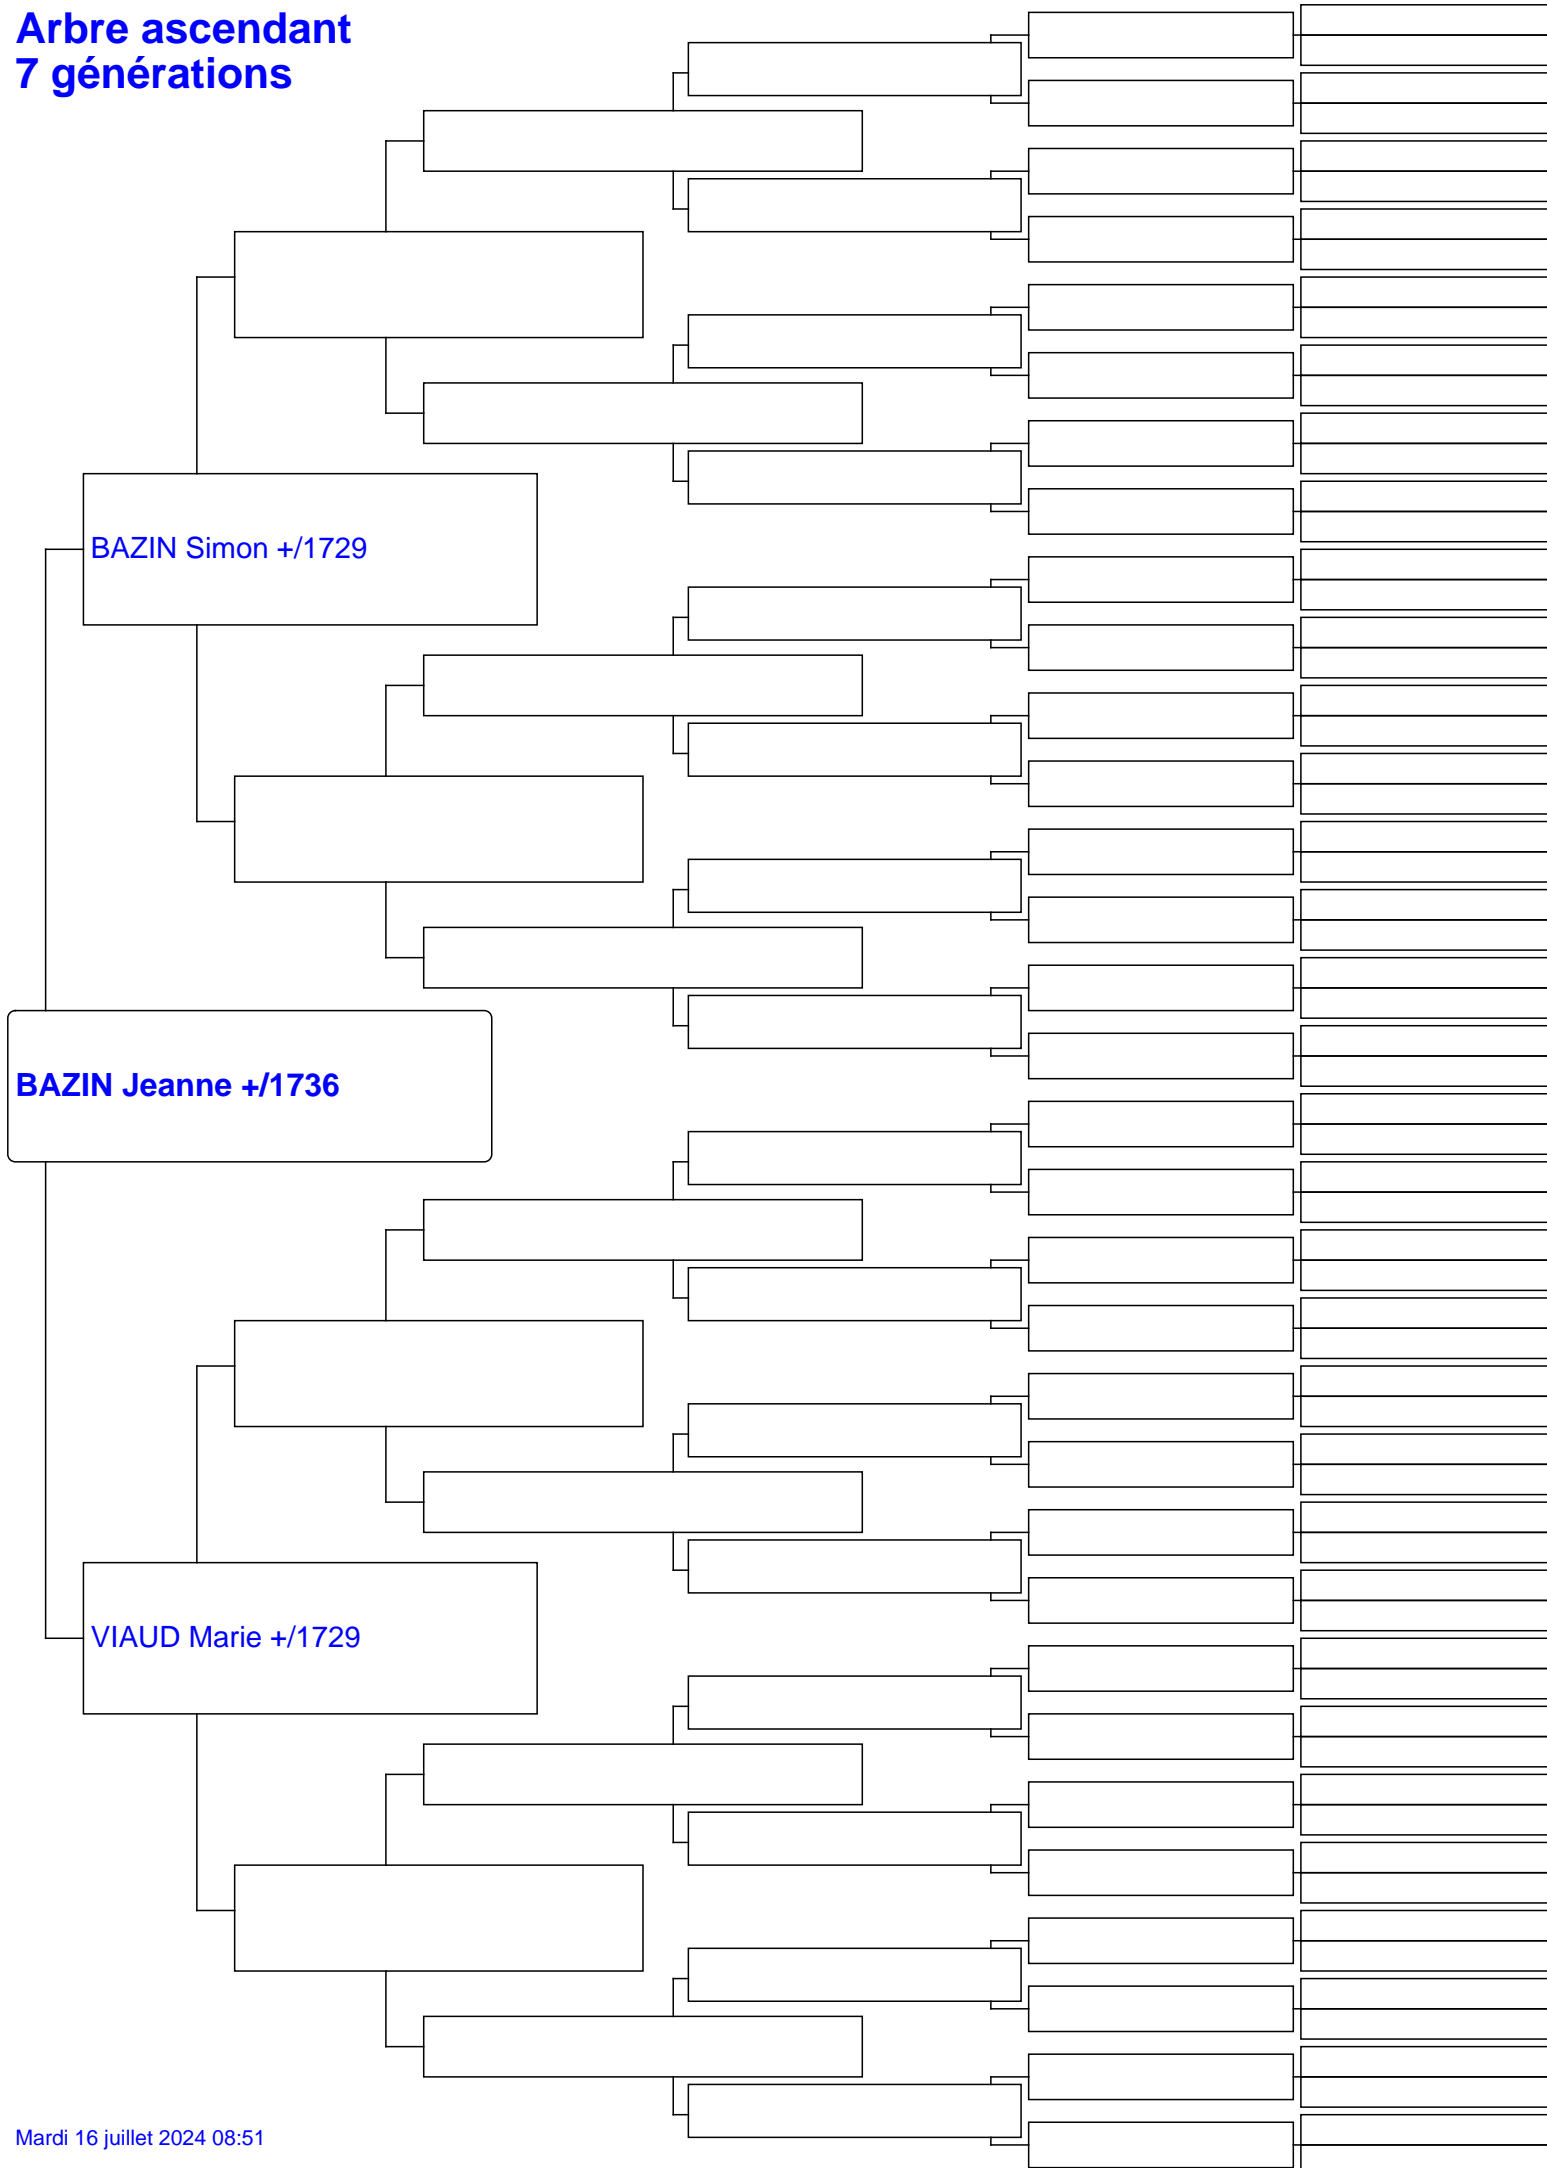 Arbre ascendant
7 générations
BAZIN Simon +/1729
BAZIN Jeanne +/1736
VIAUD Marie +/1729
Mardi 16 juillet 2024 08:51